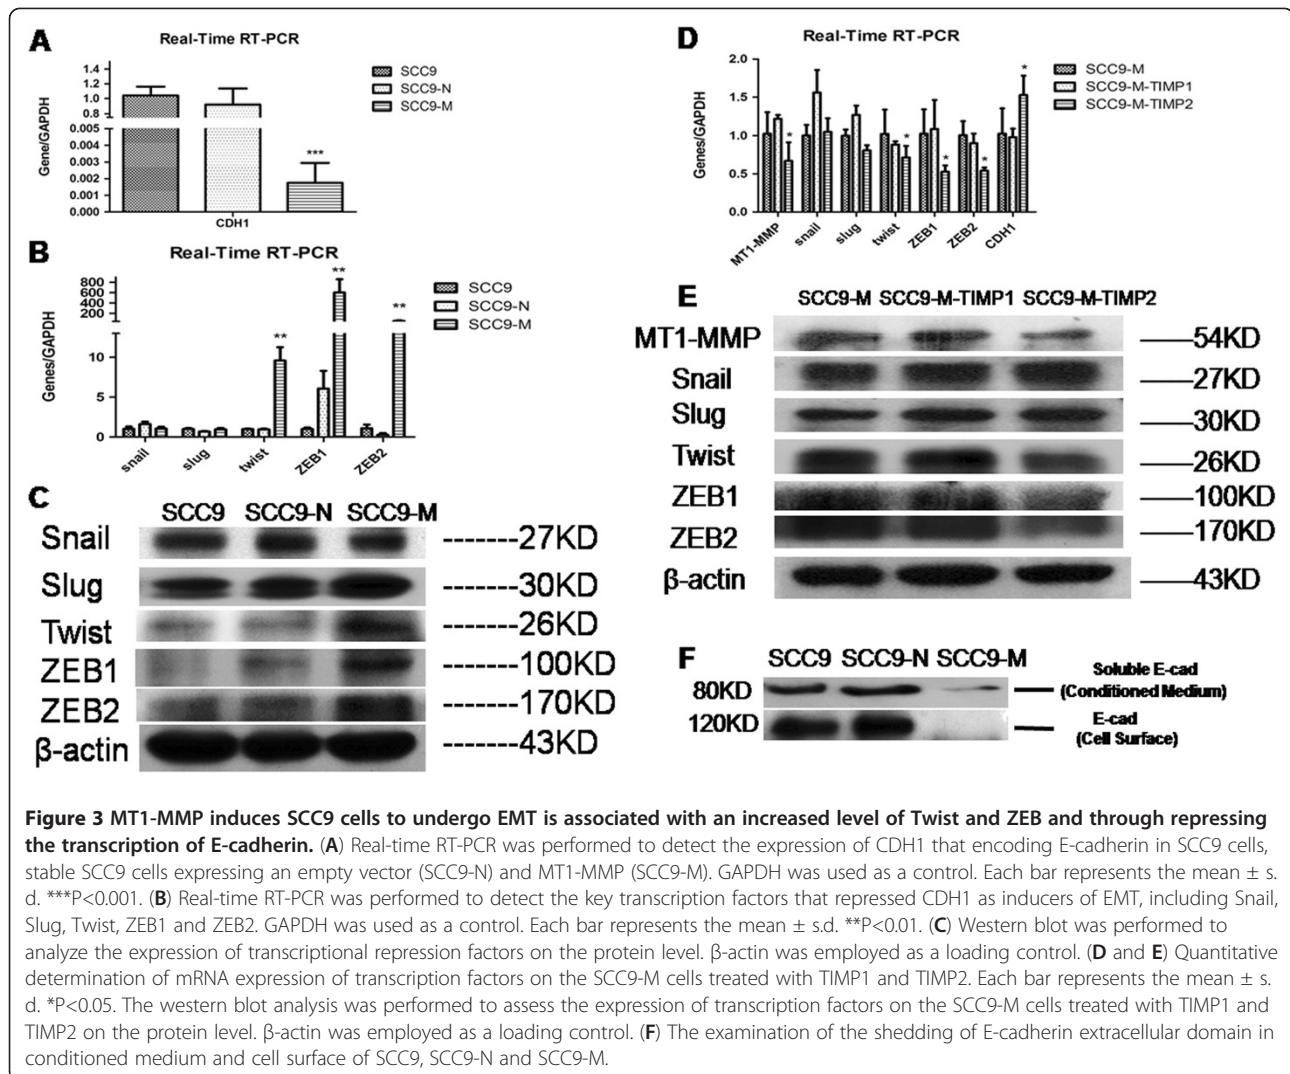 A
Real-Time RT-PCR
SCC9
SCC9-N
SCC9-M
Gene/GAPDH
1.4
1.2
1.0
0.8
0.005
0.004
0.003
0.002
0.001
0.000
***
CDH1
B
Real-Time RT-PCR
SCC9
SCC9-N
SCC9-M
Genes/GAPDH
800
600
400
200
10
5
0
** ** **
snail slug twist ZEB1 ZEB2
C
SCC9 SCC9-N SCC9-M
Snail -------27KD
Slug -------30KD
Twist -------26KD
ZEB1 -------100KD
ZEB2 -------170KD
β-actin -------43KD
D
Real-Time RT-PCR
SCC9-M
SCC9-M-TIMP1
SCC9-M-TIMP2
Genes/GAPDH
2.0
1.5
1.0
0.5
0.0
* * * * *
MT1-MMP snail slug twist ZEB1 ZEB2 CDH1
E
SCC9-M SCC9-M-TIMP1 SCC9-M-TIMP2
MT1-MMP 54KD
Snail 27KD
Slug 30KD
Twist 26KD
ZEB1 100KD
ZEB2 170KD
β-actin 43KD
F
SCC9 SCC9-N SCC9-M
80KD Soluble E-cad
(Conditioned Medium)
120KD E-cad
(Cell Surface)
Figure 3 MT1-MMP induces SCC9 cells to undergo EMT is associated with an increased level of Twist and ZEB and through repressing
the transcription of E-cadherin. (A) Real-time RT-PCR was performed to detect the expression of CDH1 that encoding E-cadherin in SCC9 cells,
stable SCC9 cells expressing an empty vector (SCC9-N) and MT1-MMP (SCC9-M). GAPDH was used as a control. Each bar represents the mean ± s.
d. ***P<0.001. (B) Real-time RT-PCR was performed to detect the key transcription factors that repressed CDH1 as inducers of EMT, including Snail,
Slug, Twist, ZEB1 and ZEB2. GAPDH was used as a control. Each bar represents the mean ± s.d. **P<0.01. (C) Western blot was performed to
analyze the expression of transcriptional repression factors on the protein level. β-actin was employed as a loading control. (D and E) Quantitative
determination of mRNA expression of transcription factors on the SCC9-M cells treated with TIMP1 and TIMP2. Each bar represents the mean ± s.
d. *P<0.05. The western blot analysis was performed to assess the expression of transcription factors on the SCC9-M cells treated with TIMP1 and
TIMP2 on the protein level. β-actin was employed as a loading control. (F) The examination of the shedding of E-cadherin extracellular domain in
conditioned medium and cell surface of SCC9, SCC9-N and SCC9-M.